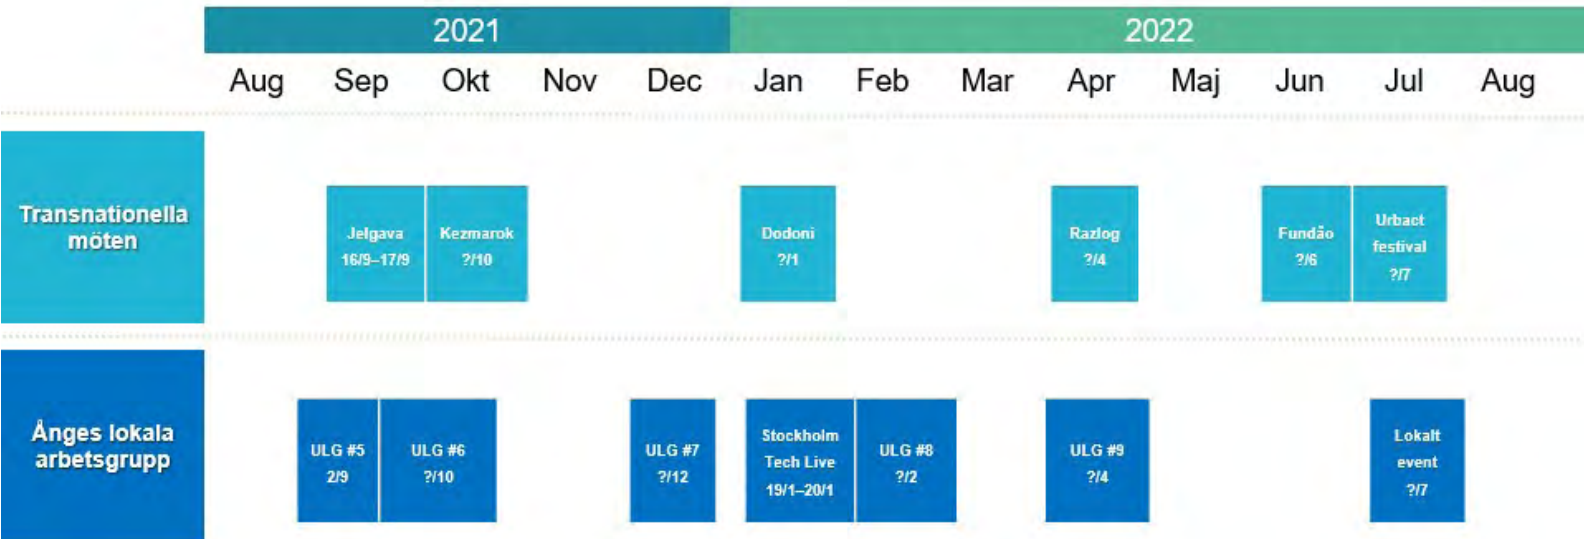 2021 2022
Aug Sep Okt Nov Dec Jan Feb Mar Apr Maj Jun Jul Aug
Transnationella
möten
Jelgava
16/9–17/9
Kezmarok
?/10
Dodoni
?/1
Razlog
?/4
Fundão
?/6
Urbact
festival
?/7
Ånges lokala
arbetsgrupp
ULG #5
2/9
ULG #6
?/10
ULG #7
?/12
Stockholm
Tech Live
19/1–20/1
ULG #8
?/2
ULG #9
?/4
Lokalt
event
?/7